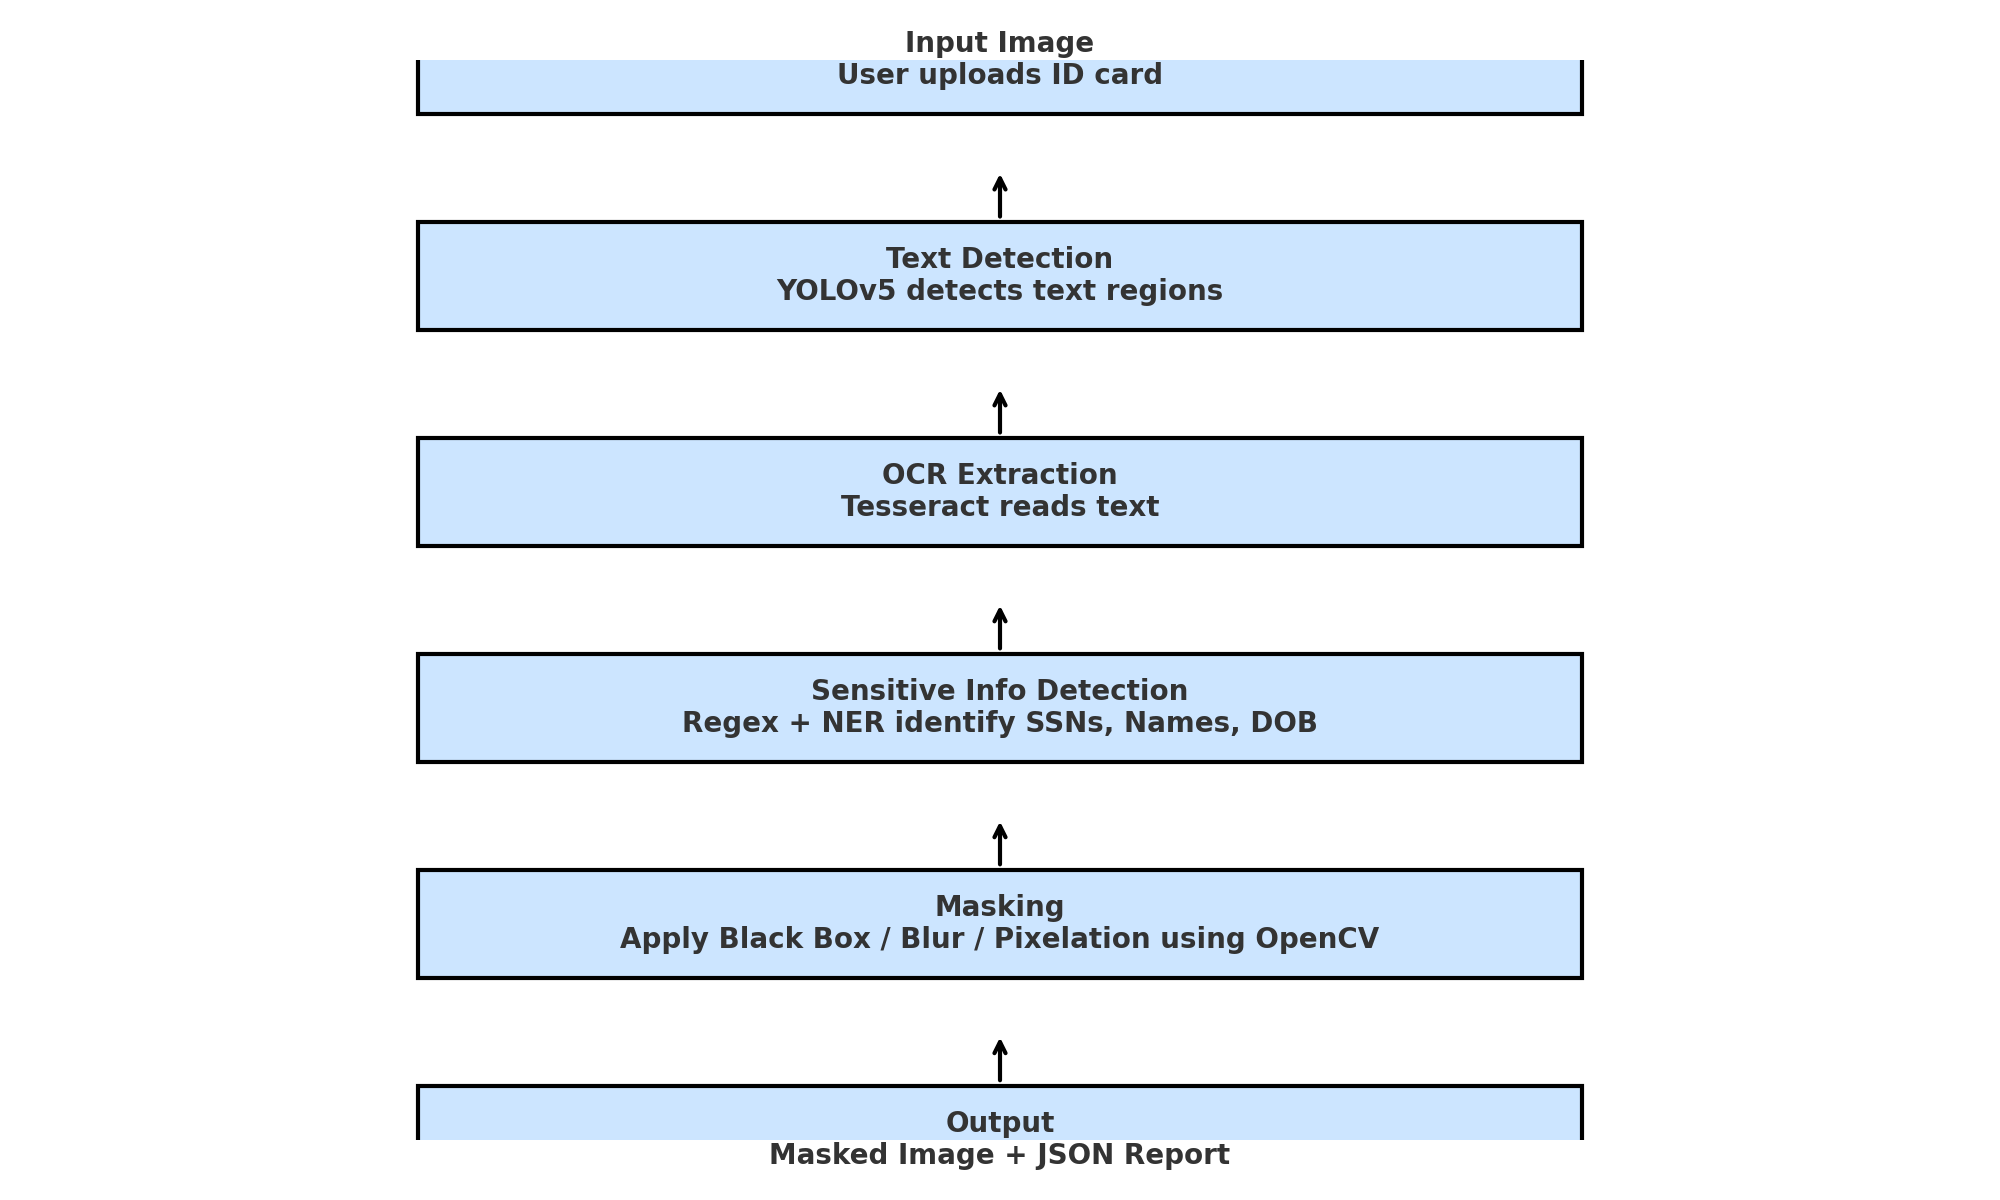 Input Image
User uploads ID card
Text Detection
YOLOv5 detects text regions
OCR Extraction
Tesseract reads text
Sensitive Info Detection
Regex + NER identify SSNs, Names, DOB
Masking
Apply Black Box / Blur / Pixelation using OpenCV
Output
Masked Image + JSON Report